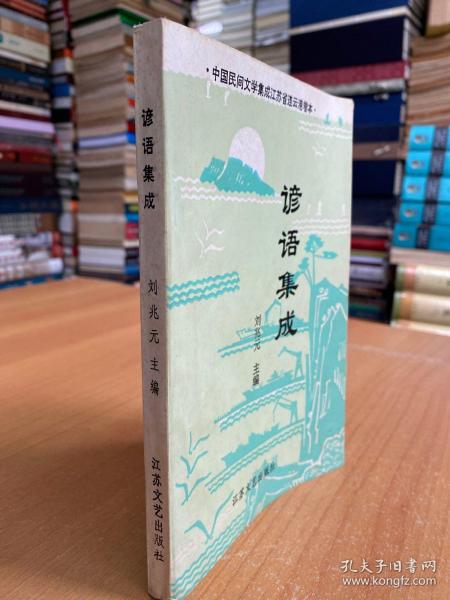 ·中国民间文学集成江苏省连云港卷本·
谚语集成
刘兆元 主编
江苏文艺出版社
谚语集成
刘兆元 主编
江苏文艺出版社
孔夫子旧书网
www.kongfz.com